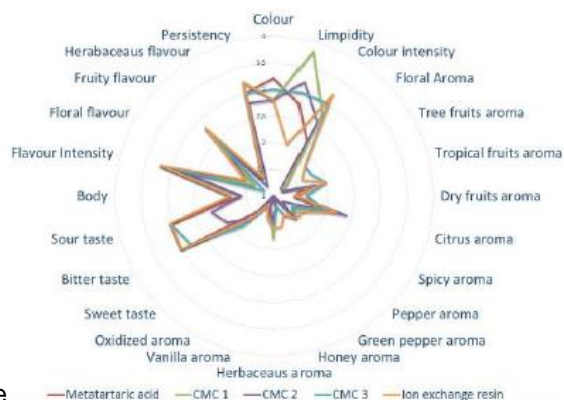 Colour
Persistency Limpidity
Herabaceus flavour Colour intensity
Fruity flavour Floral Aroma
Floral flavour Tree fruits aroma
Flavour Intensity Tropical fruits aroma
Body Dry fruits aroma
Sour taste Citrus aroma
Bitter taste Spicy aroma
Sweet taste Pepper aroma
Oxidized aroma Green pepper aroma
Vanilla aroma Honey aroma
Herbaceus aroma
e
Metatartaric acid CMC 1 CMC 2 CMC 3 Ion exchange resin